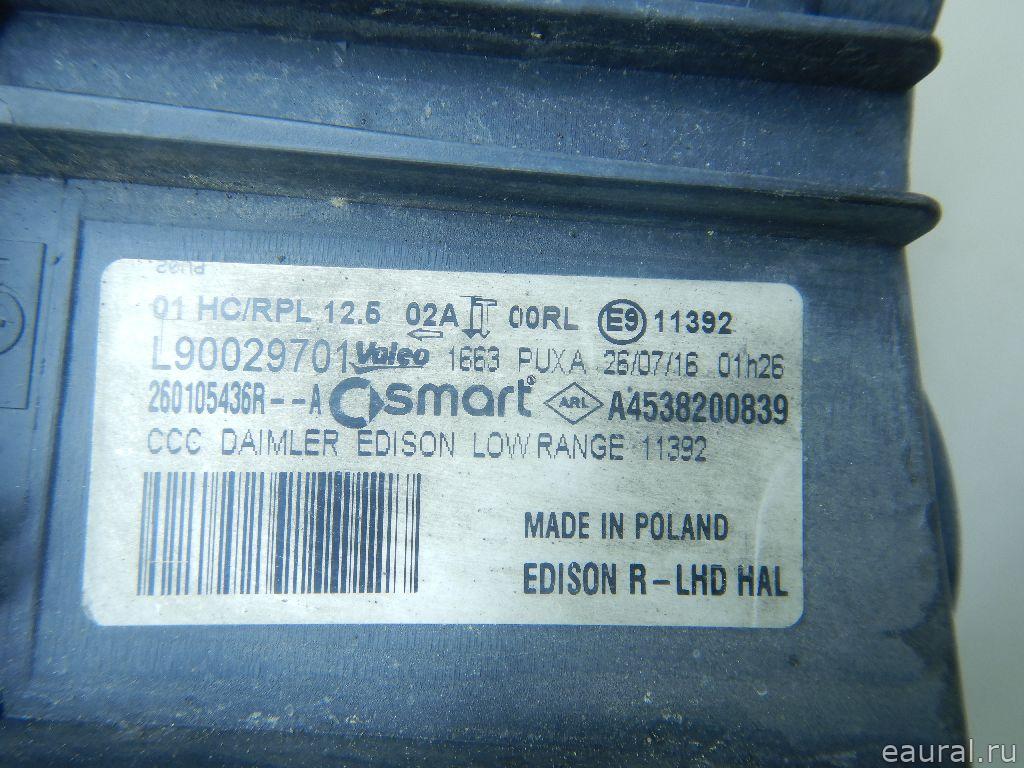 01 HC/RPL 12.5 02A 00RL E9 11392
L90029701 Valeo 1663 PUXA 26/07/16 01h26
260105436R--A smart ARL A4538200839
CCC DAIMLER EDISON LOW RANGE 11392
MADE IN POLAND
EDISON R-LHD HAL
eaural.ru